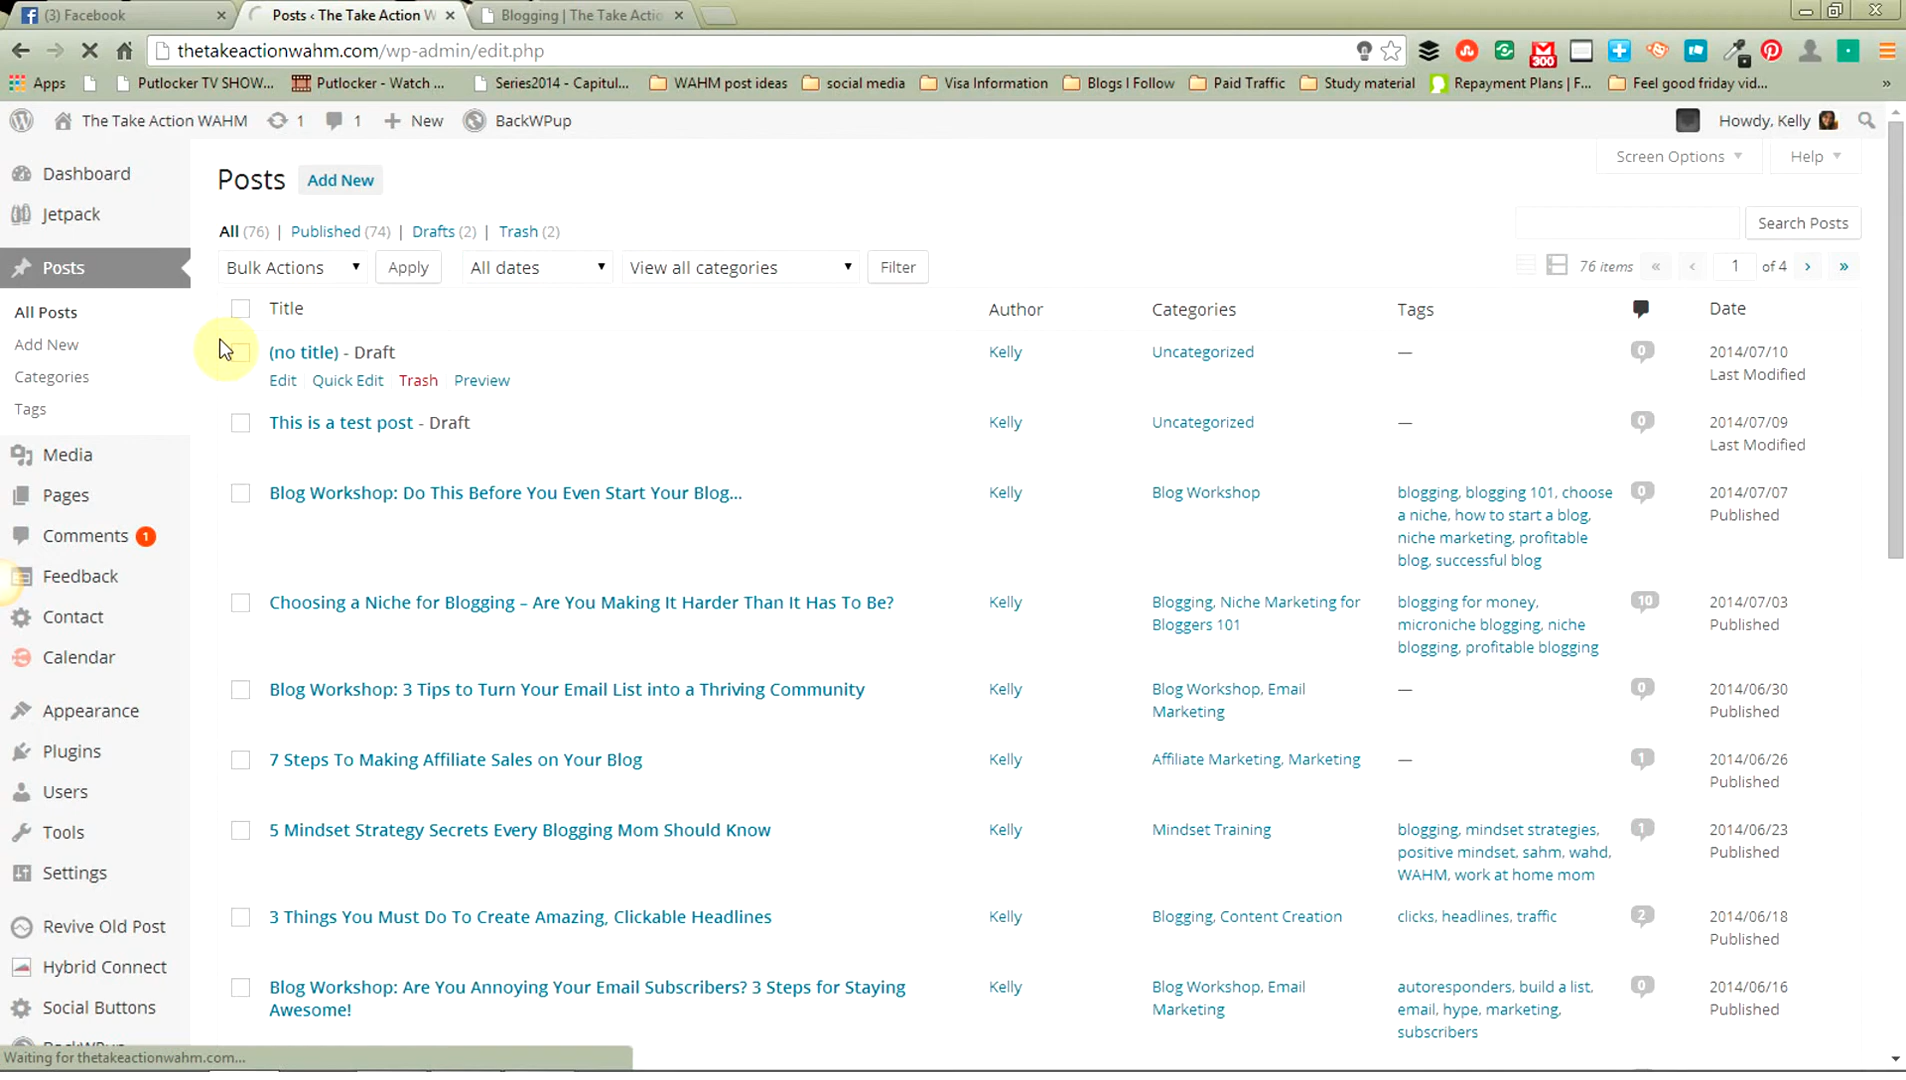 (3) Facebook
Posts ‹ The Take Action W
Blogging | The Take Actio
thetakeactionwahm.com/wp-admin/edit.php
300
Apps
Putlocker TV SHOW...
Putlocker - Watch ...
Series2014 - Capitul...
WAHM post ideas
social media
Visa Information
Blogs I Follow
Paid Traffic
Study material
Repayment Plans | F...
Feel good friday vid...
»
The Take Action WAHM
1
1
New
BackWPup
Howdy, Kelly
Dashboard
Jetpack
Posts
All Posts
Add New
Categories
Tags
Media
Pages
Comments 1
Feedback
Contact
Calendar
Appearance
Plugins
Users
Tools
Settings
Revive Old Post
Hybrid Connect
Social Buttons
Screen Options
Help
Posts Add New
All (76) | Published (74) | Drafts (2) | Trash (2)
Search Posts
Bulk Actions
Apply
All dates
View all categories
Filter
76 items « ‹ 1 of 4 › »
Title Author Categories Tags Date
(no title) - Draft Kelly Uncategorized — 0 2014/07/10
Last Modified
Edit Quick Edit Trash Preview
This is a test post - Draft Kelly Uncategorized — 0 2014/07/09
Last Modified
Blog Workshop: Do This Before You Even Start Your Blog... Kelly Blog Workshop blogging, blogging 101, choose 0 2014/07/07
a niche, how to start a blog, Published
niche marketing, profitable
blog, successful blog
Choosing a Niche for Blogging – Are You Making It Harder Than It Has To Be? Kelly Blogging, Niche Marketing for blogging for money, 10 2014/07/03
Bloggers 101 microniche blogging, niche Published
blogging, profitable blogging
Blog Workshop: 3 Tips to Turn Your Email List into a Thriving Community Kelly Blog Workshop, Email — 0 2014/06/30
Marketing Published
7 Steps To Making Affiliate Sales on Your Blog Kelly Affiliate Marketing, Marketing — 1 2014/06/26
Published
5 Mindset Strategy Secrets Every Blogging Mom Should Know Kelly Mindset Training blogging, mindset strategies, 1 2014/06/23
positive mindset, sahm, wahd, Published
WAHM, work at home mom
3 Things You Must Do To Create Amazing, Clickable Headlines Kelly Blogging, Content Creation clicks, headlines, traffic 2 2014/06/18
Published
Blog Workshop: Are You Annoying Your Email Subscribers? 3 Steps for Staying Kelly Blog Workshop, Email autoresponders, build a list, 0 2014/06/16
Awesome! Marketing email, hype, marketing, Published
subscribers
Waiting for thetakeactionwahm.com...